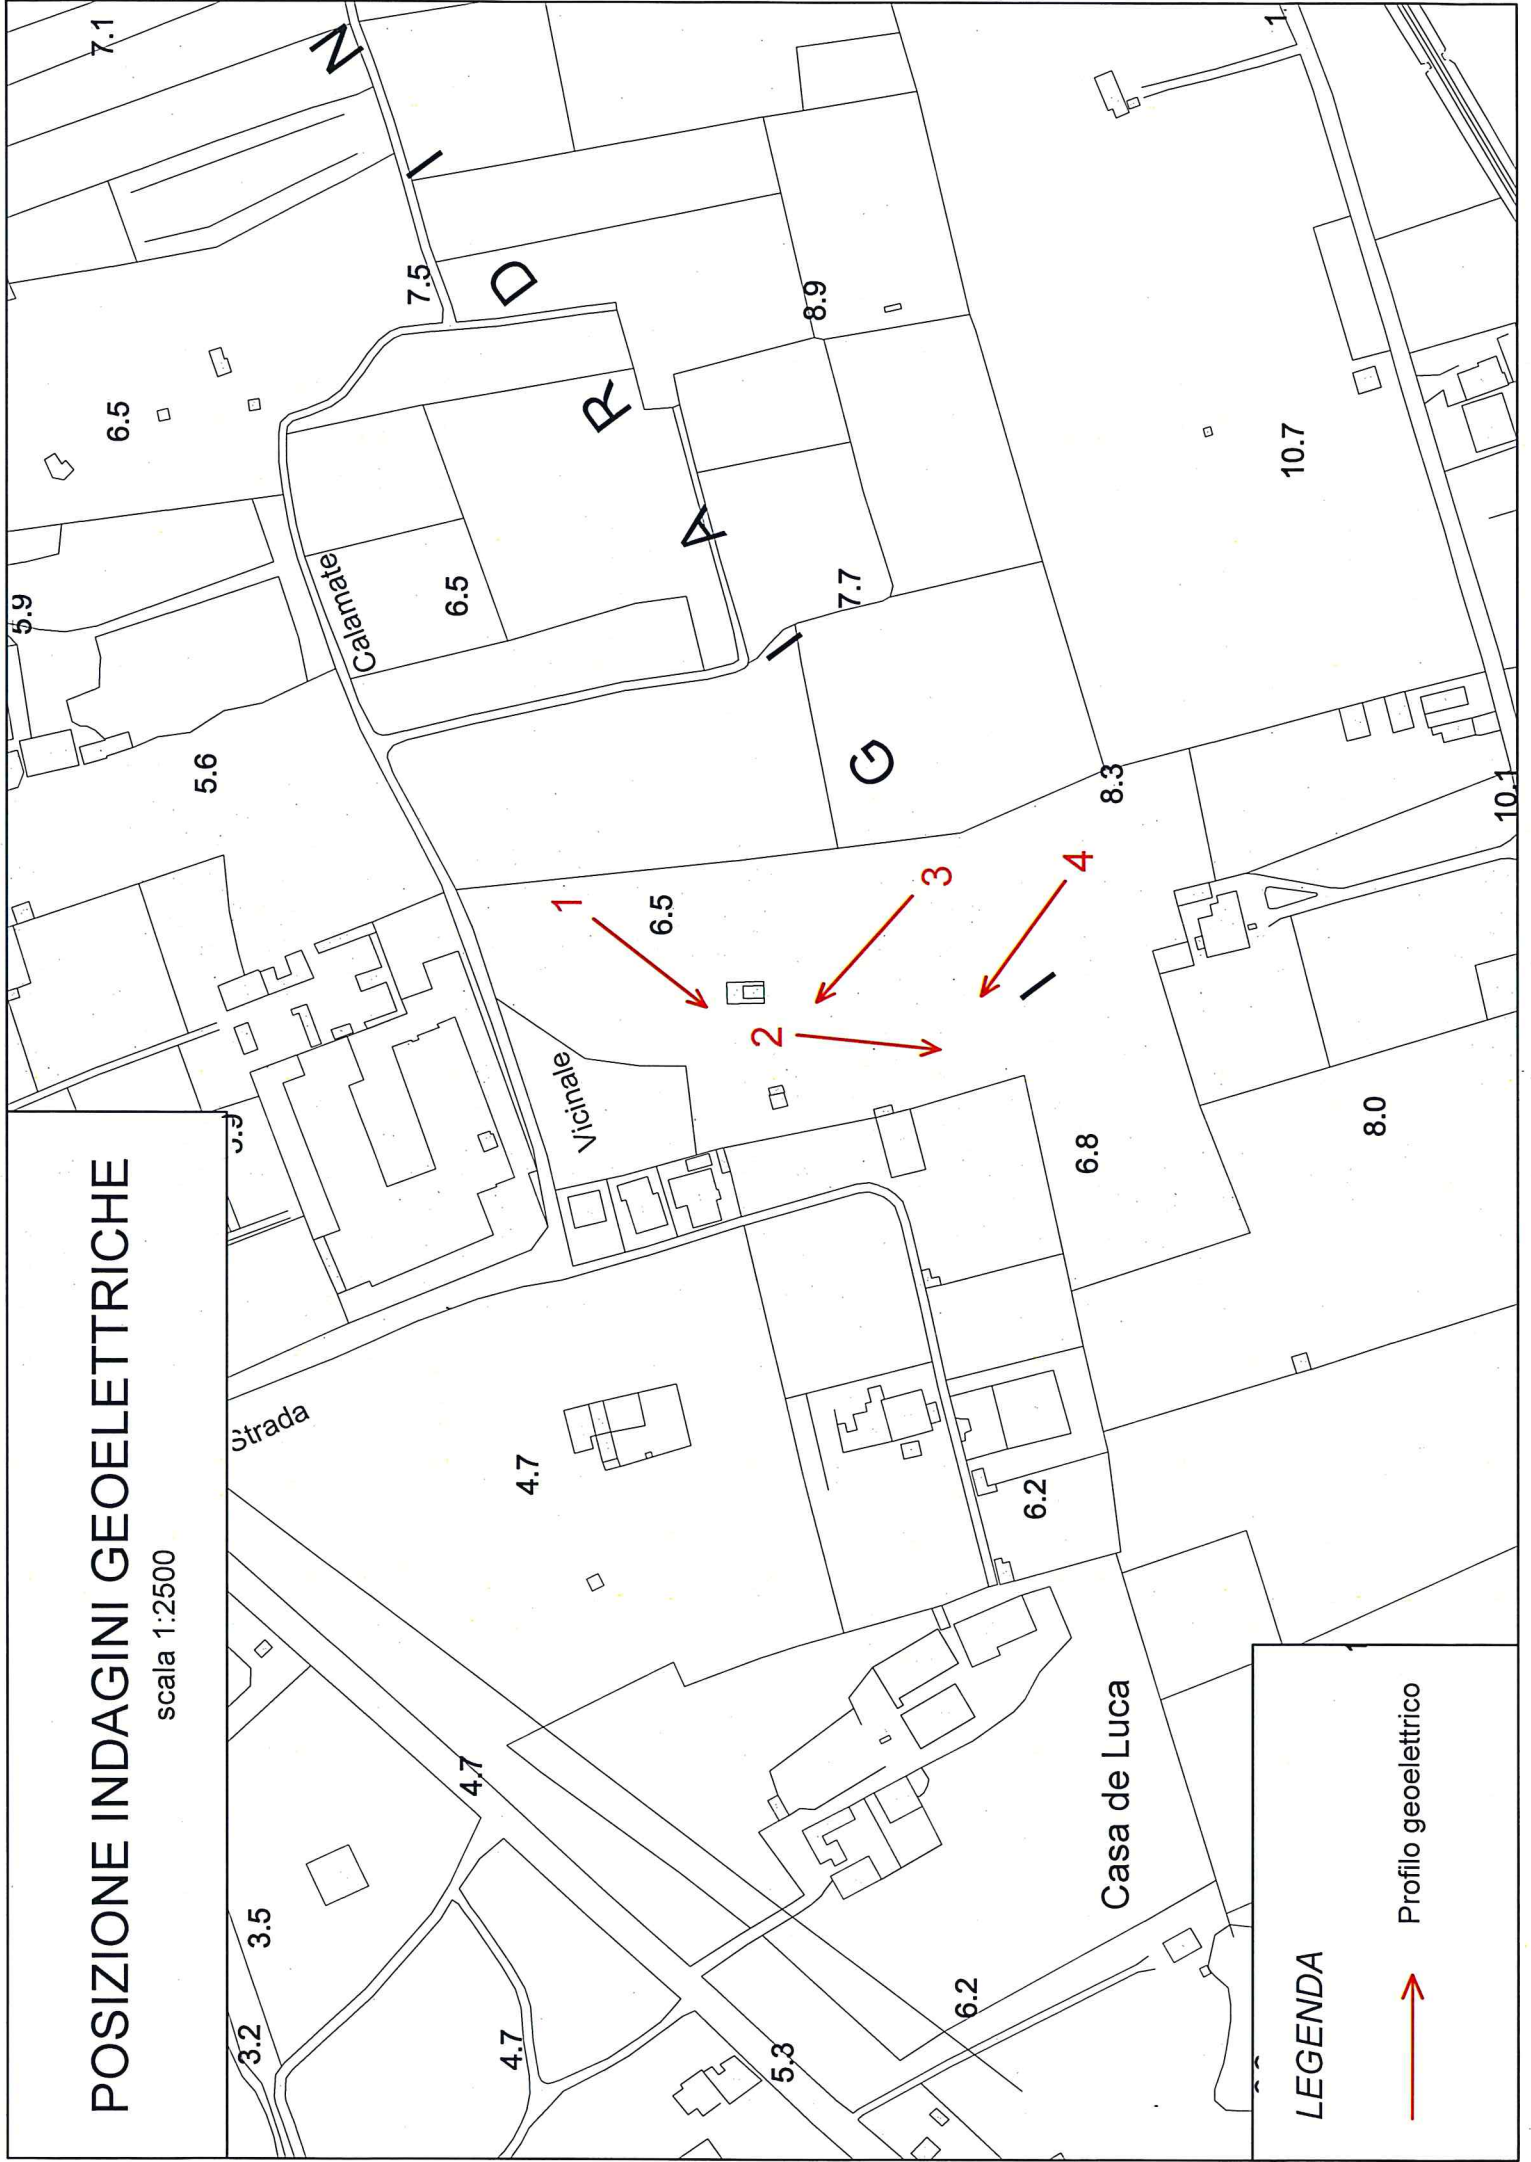 POSIZIONE INDAGINI GEOELETTRICHE
scala 1:2500
3.2
3.5
4.7
4.7
5.3
6.2
4.7
Strada
Vicinale
Calamate
5.6
5.9
6.5
7.1
7.5
6.5
6.5
7.7
8.9
8.3
10.7
10.1
6.8
8.0
6.2
I G I A R D I N I
1
2
3
4
Casa de Luca
LEGENDA
Profilo geoelettrico